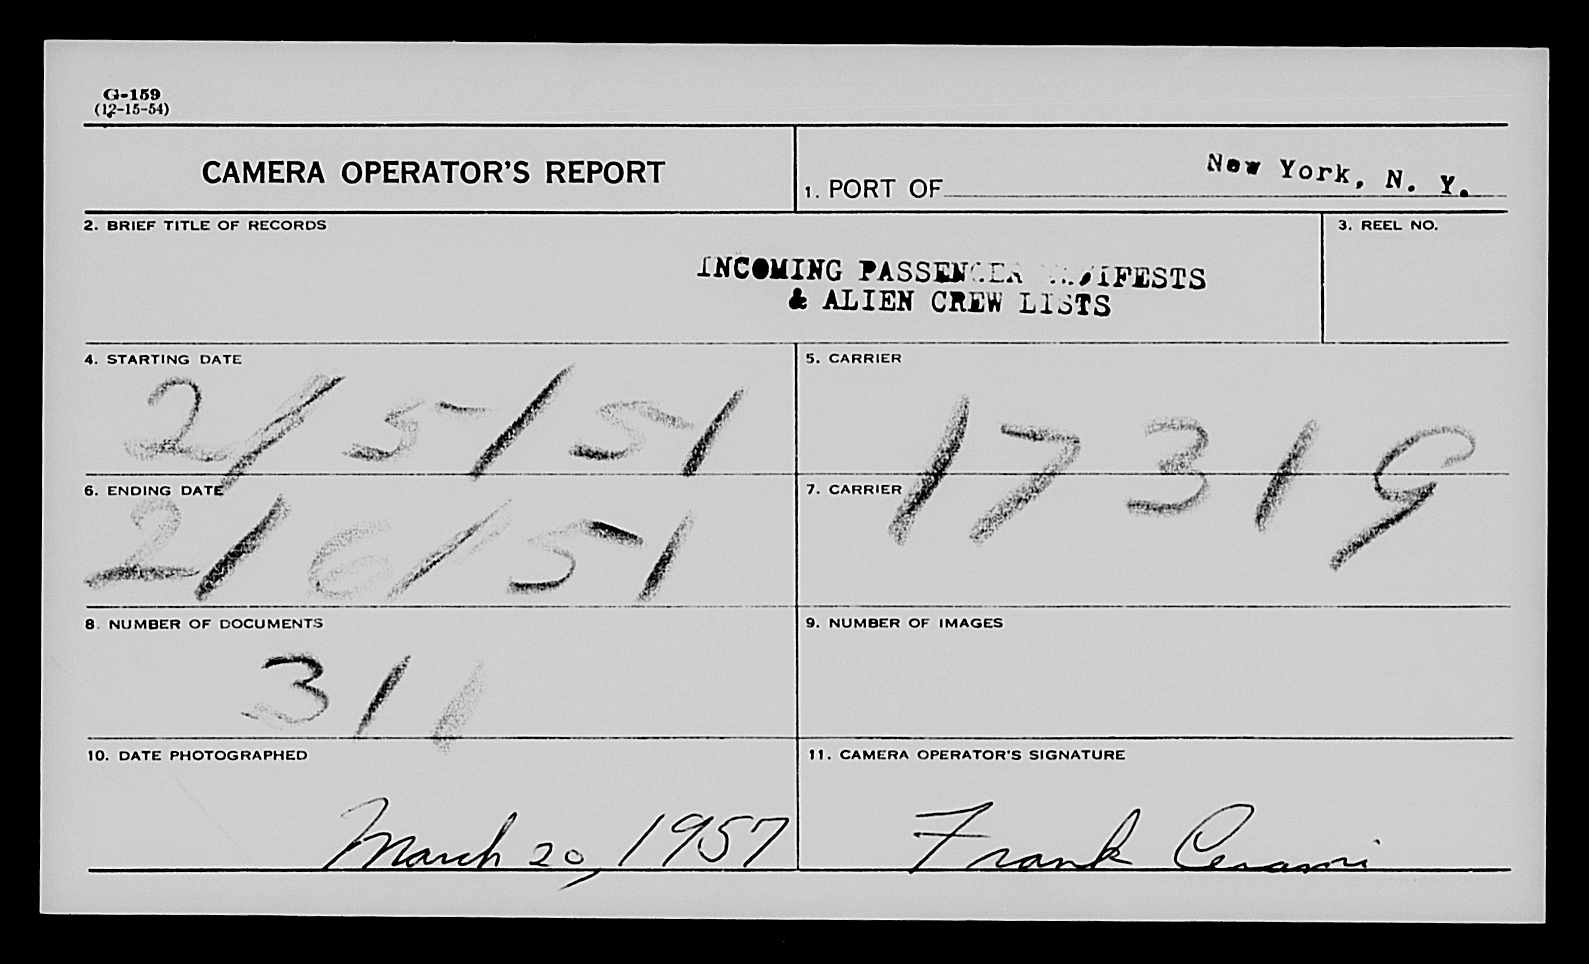 G-159
(12-15-54)
CAMERA OPERATOR'S REPORT
1. PORT OF New York, N. Y.
2. BRIEF TITLE OF RECORDS
INCOMING PASSENGER MANIFESTS
& ALIEN CREW LISTS
3. REEL NO.
4. STARTING DATE
2/5/51
5. CARRIER
17319
6. ENDING DATE
2/6/51
7. CARRIER
8. NUMBER OF DOCUMENTS
311
9. NUMBER OF IMAGES
10. DATE PHOTOGRAPHED
March 20, 1957
11. CAMERA OPERATOR'S SIGNATURE
Frank Cerami